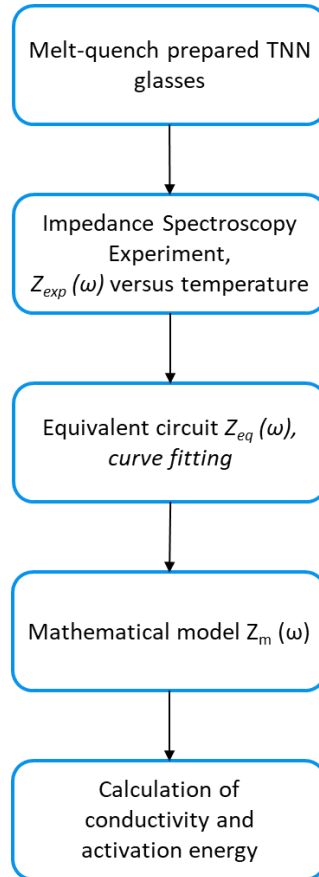 Melt-quench prepared TNN
glasses
Impedance Spectroscopy
Experiment,
Z_exp (ω) versus temperature
Equivalent circuit Z_eq (ω),
curve fitting
Mathematical model Z_m (ω)
Calculation of
conductivity and
activation energy